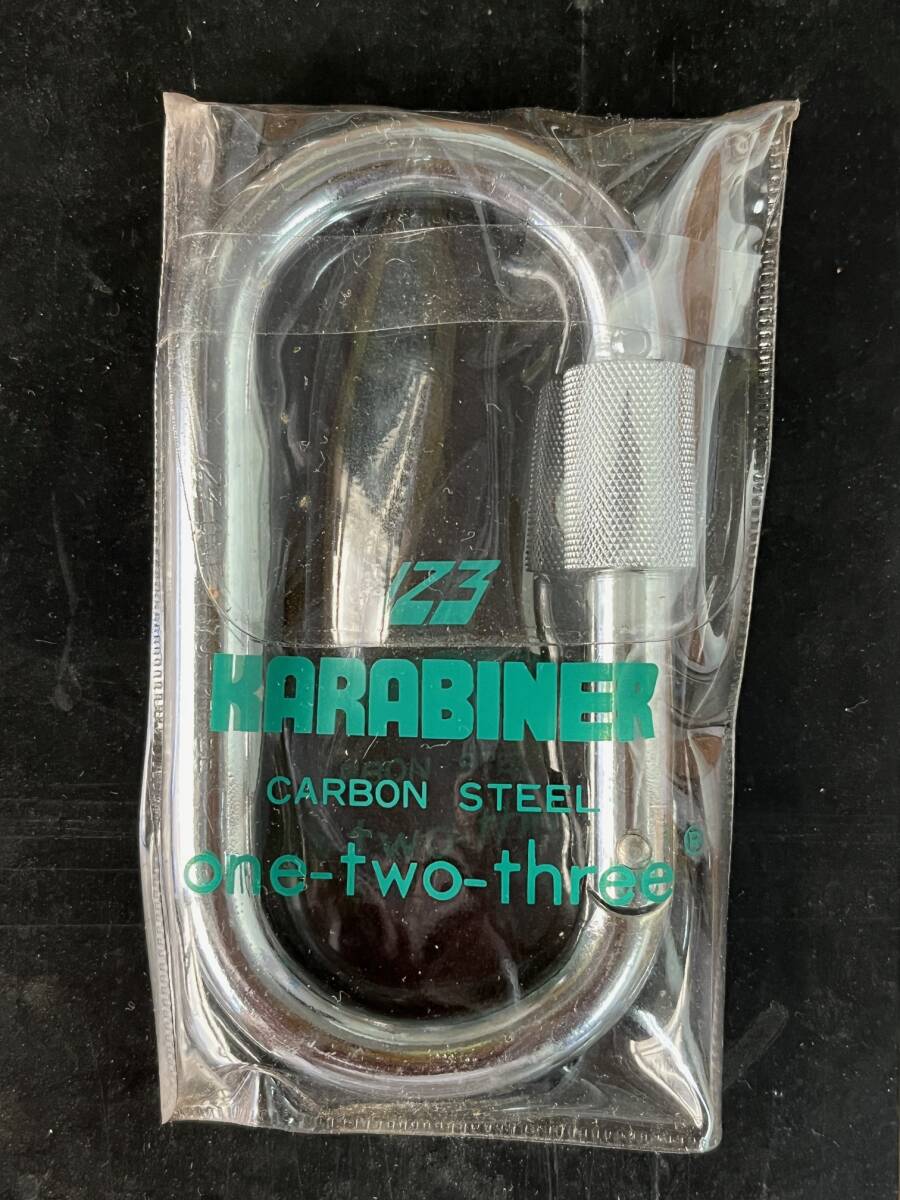 123
KARABINER
CARBON STEEL
one-two-three®